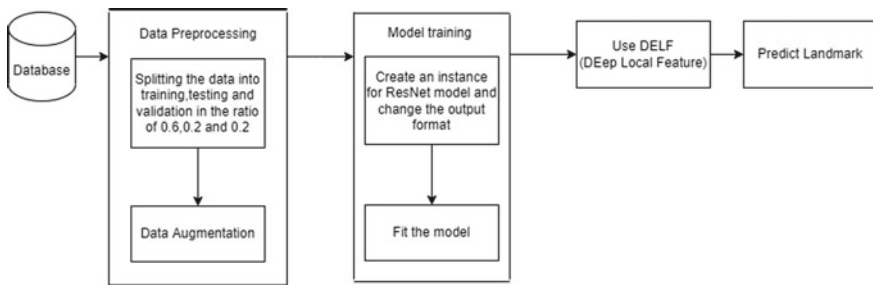 Database
Data Preprocessing
Splitting the data into
training,testing and
validation in the ratio
of 0.6,0.2 and 0.2
Data Augmentation
Model training
Create an instance
for ResNet model and
change the output
format
Fit the model
Use DELF
(DEep Local Feature)
Predict Landmark